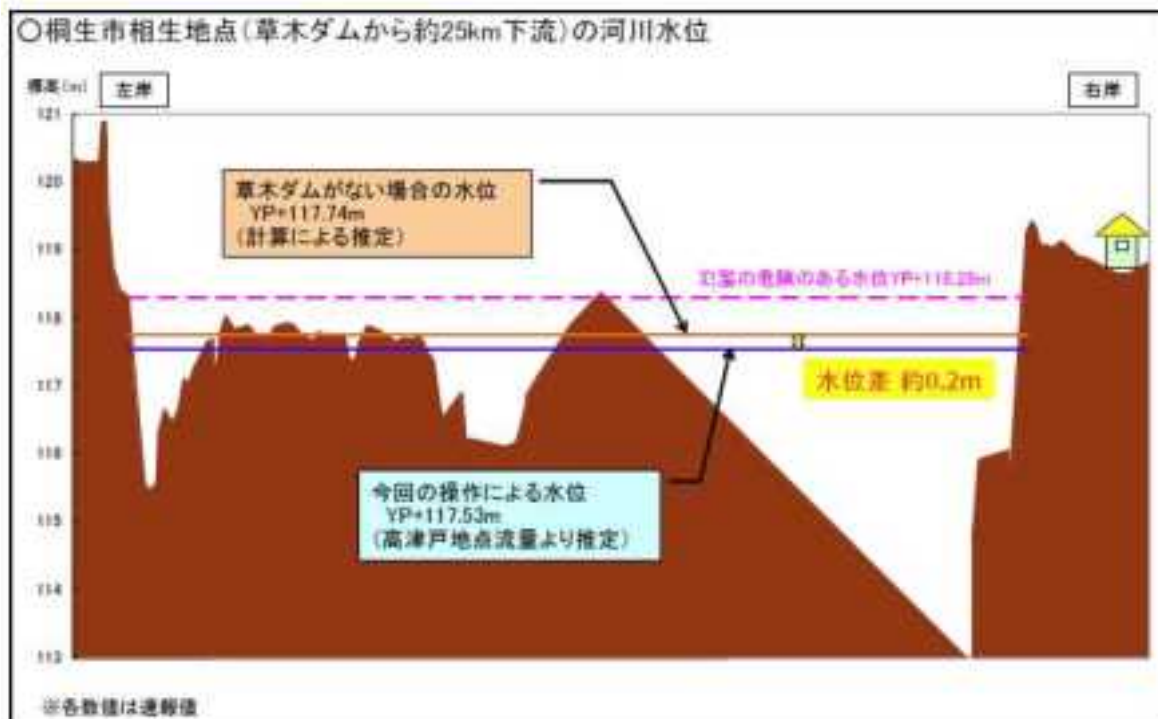 〇桐生市相生地点(草木ダムから約25km下流)の河川水位
標高(m)
左岸
右岸
121
120
119
118
117
116
115
114
113
草木ダムがない場合の水位
YP+117.74m
(計算による推定)
氾濫の危険のある水位
水位差 約0.2m
今回の操作による水位
YP+117.53m
(高津戸地点流量より推定)
※各数値は速報値